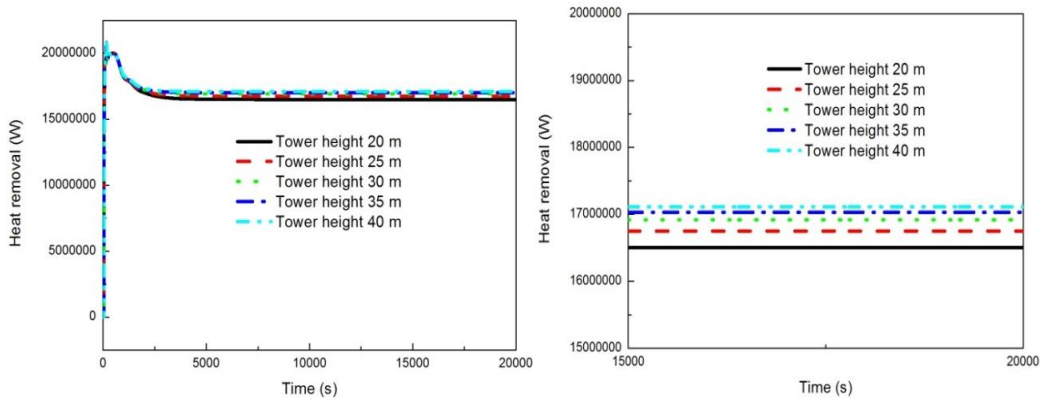 20000000
15000000
10000000
5000000
0
Heat removal (W)
Tower height 20 m
Tower height 25 m
Tower height 30 m
Tower height 35 m
Tower height 40 m
0
5000
10000
15000
20000
Time (s)
20000000
19000000
18000000
17000000
16000000
15000000
Heat removal (W)
Tower height 20 m
Tower height 25 m
Tower height 30 m
Tower height 35 m
Tower height 40 m
15000
20000
Time (s)